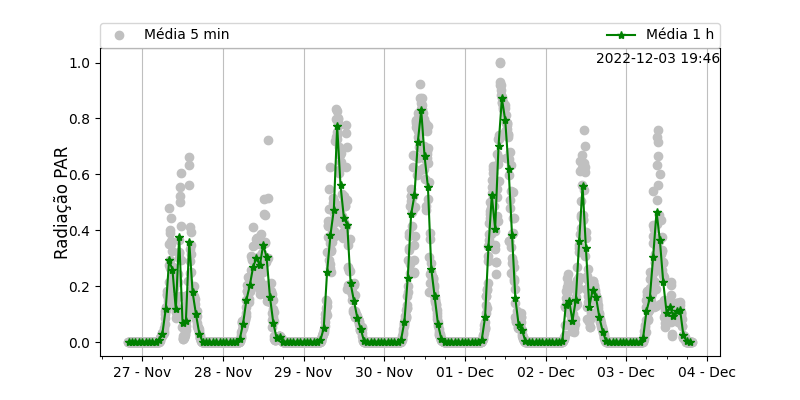 Média 5 min
Média 1 h
2022-12-03 19:46
Radiação PAR
1.0
0.8
0.6
0.4
0.2
0.0
27 - Nov
28 - Nov
29 - Nov
30 - Nov
01 - Dec
02 - Dec
03 - Dec
04 - Dec